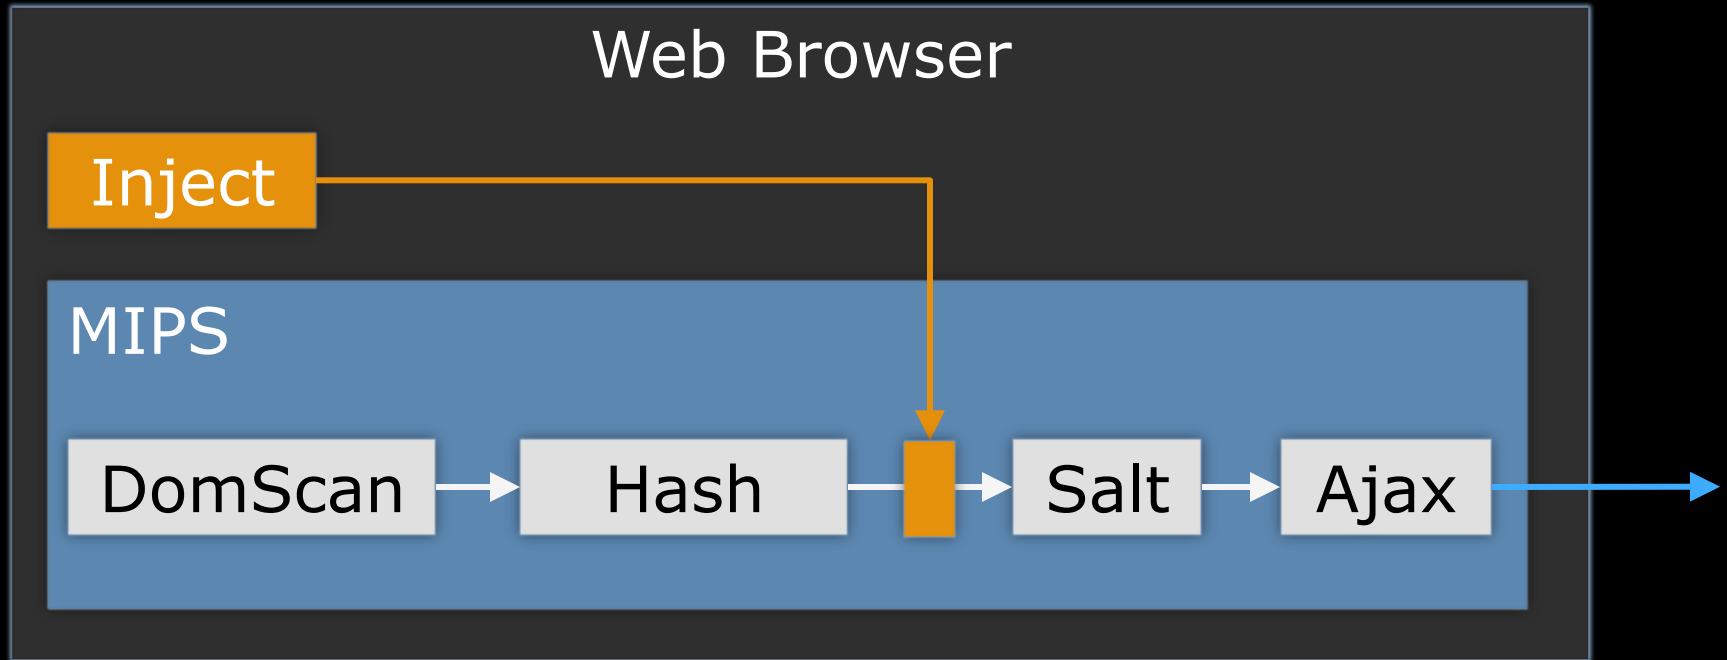 Web Browser
Inject
MIPS
DomScan
Hash
Salt
Ajax